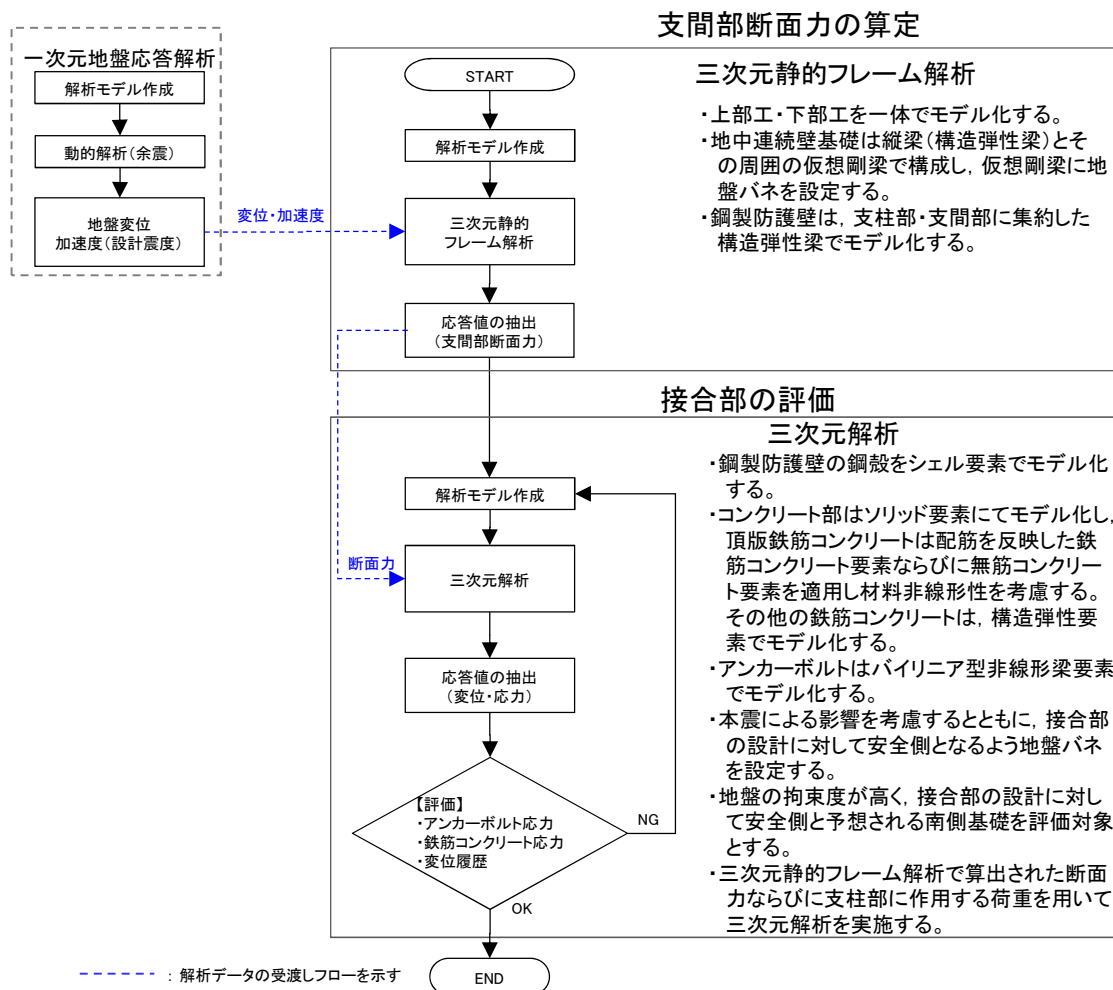 一次元地盤応答解析
解析モデル作成
動的解析(余震)
地盤変位
加速度(設計震度)
変位・加速度
支間部断面力の算定
START
解析モデル作成
三次元静的
フレーム解析
応答値の抽出
(支間部断面力)
三次元静的フレーム解析
・上部工・下部工を一体でモデル化する。
・地中連続壁基礎は縦梁(構造弾性梁)とそ
の周囲の仮想剛梁で構成し,仮想剛梁に地
盤バネを設定する。
・鋼製防護壁は,支柱部・支間部に集約した
構造弾性梁でモデル化する。
接合部の評価
解析モデル作成
断面力
三次元解析
応答値の抽出
(変位・応力)
【評価】
・アンカーボルト応力
・鉄筋コンクリート応力
・変位履歴
NG
OK
END
三次元解析
・鋼製防護壁の鋼殻をシェル要素でモデル化
する。
・コンクリート部はソリッド要素にてモデル化し,
頂版鉄筋コンクリートは配筋を反映した鉄
筋コンクリート要素ならびに無筋コンクリー
ト要素を適用し材料非線形性を考慮する。
その他の鉄筋コンクリートは,構造弾性要
素でモデル化する。
・アンカーボルトはバイリニア型非線形梁要素
でモデル化する。
・本震による影響を考慮するとともに,接合部
の設計に対して安全側となるよう地盤バネ
を設定する。
・地盤の拘束度が高く,接合部の設計に対し
て安全側と予想される南側基礎を評価対象
とする。
・三次元静的フレーム解析で算出された断面
力ならびに支柱部に作用する荷重を用いて
三次元解析を実施する。
:解析データの受渡しフローを示す